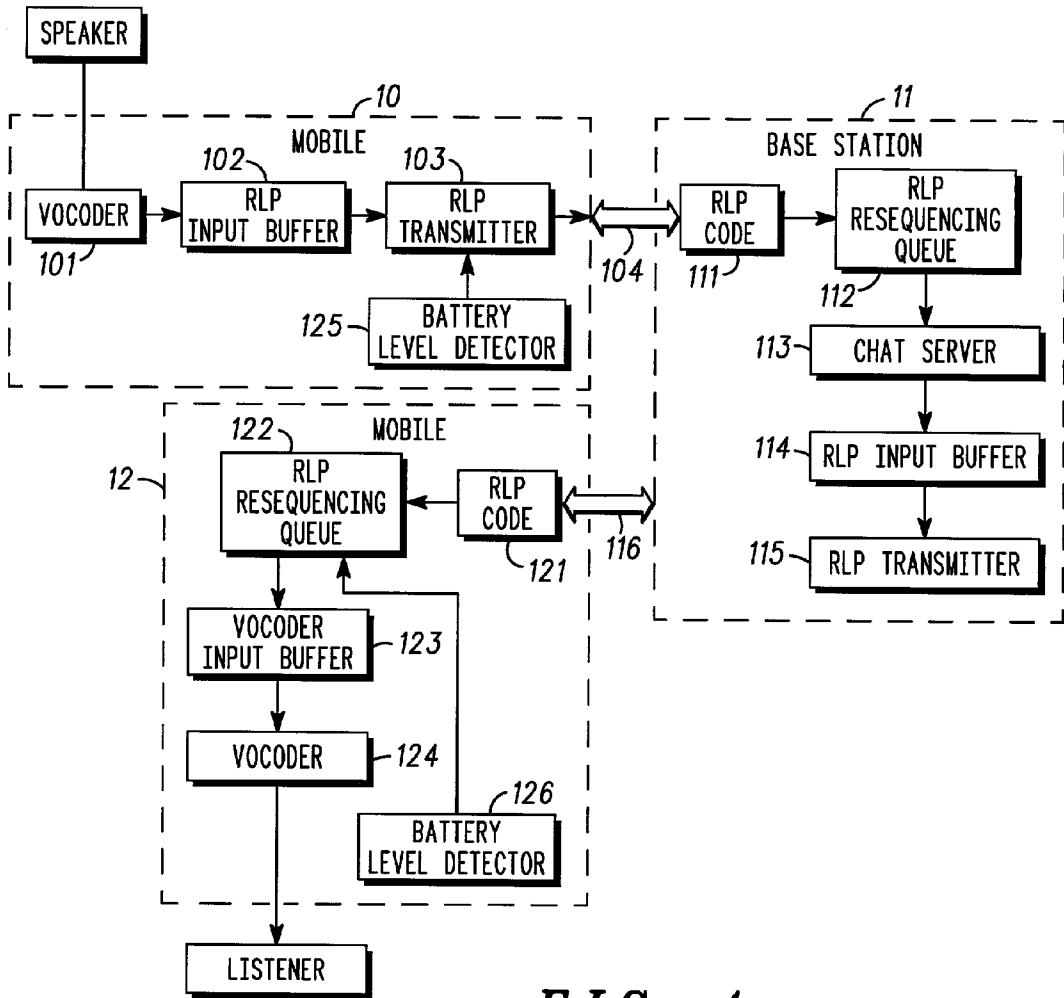 SPEAKER
10
11
MOBILE
BASE STATION
102
103
VOCODER
101
RLP
INPUT BUFFER
RLP
TRANSMITTER
104
RLP
CODE
111
RLP
RESEQUENCING
QUEUE
112
125
BATTERY
LEVEL DETECTOR
113
CHAT SERVER
114
RLP INPUT BUFFER
115
RLP TRANSMITTER
12
MOBILE
122
RLP
RESEQUENCING
QUEUE
RLP
CODE
121
116
VOCODER
INPUT BUFFER
123
VOCODER
124
126
BATTERY
LEVEL DETECTOR
LISTENER